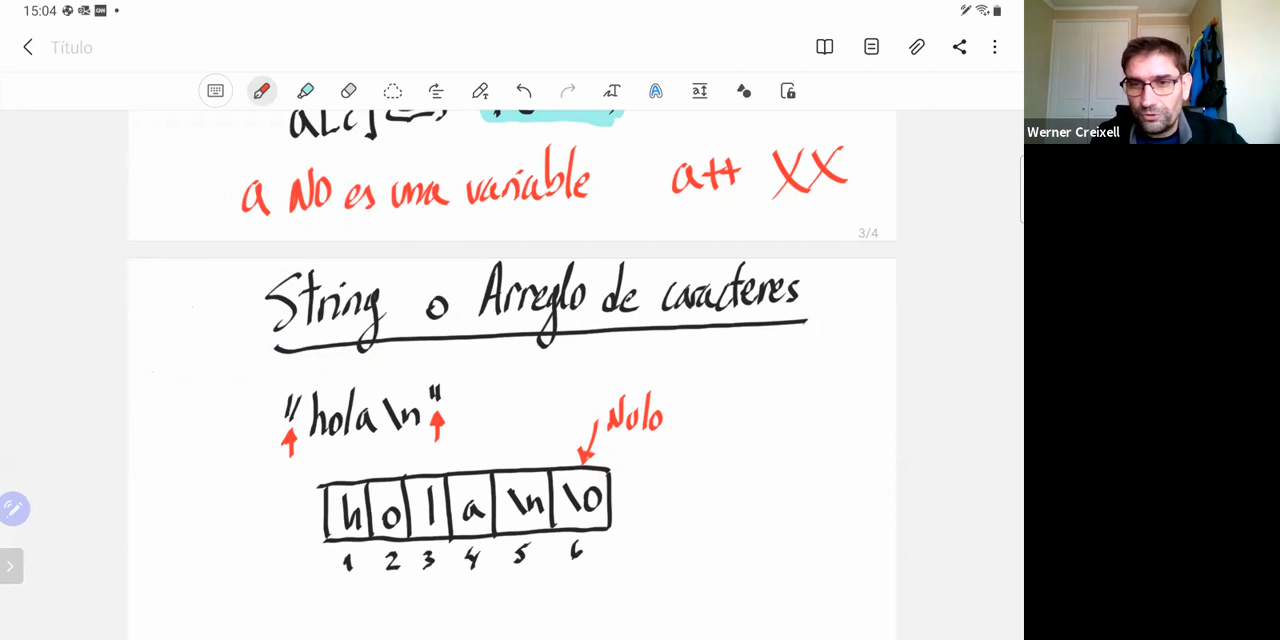 15:04
Título
a NO es una variable a++ XX
3/4
String o Arreglo de caracteres
"hola\n"
Nulo
h o l a \n \0
1 2 3 4 5 6
Werner Creixell